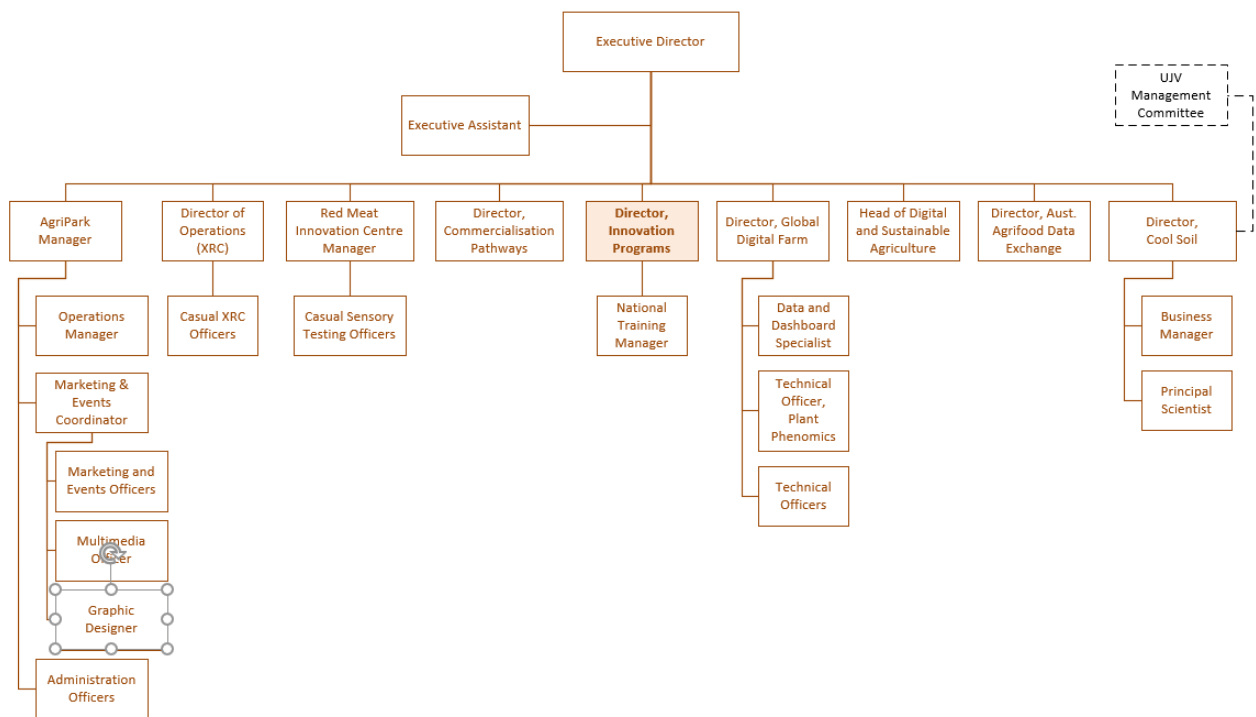 Executive Director
UJV
Management
Committee
Executive Assistant
AgriPark
Manager
Director of
Operations
(XRC)
Red Meat
Innovation Centre
Manager
Director,
Commercialisation
Pathways
Director,
Innovation
Programs
Director, Global
Digital Farm
Head of Digital
and Sustainable
Agriculture
Director, Aust.
Agrifood Data
Exchange
Director,
Cool Soil
Operations
Manager
Casual XRC
Officers
Casual Sensory
Testing Officers
National
Training
Manager
Data and
Dashboard
Specialist
Business
Manager
Marketing &
Events
Coordinator
Technical
Officer,
Plant
Phenomics
Principal
Scientist
Marketing and
Events Officers
Technical
Officers
Multimedia
Officer
Graphic
Designer
Administration
Officers